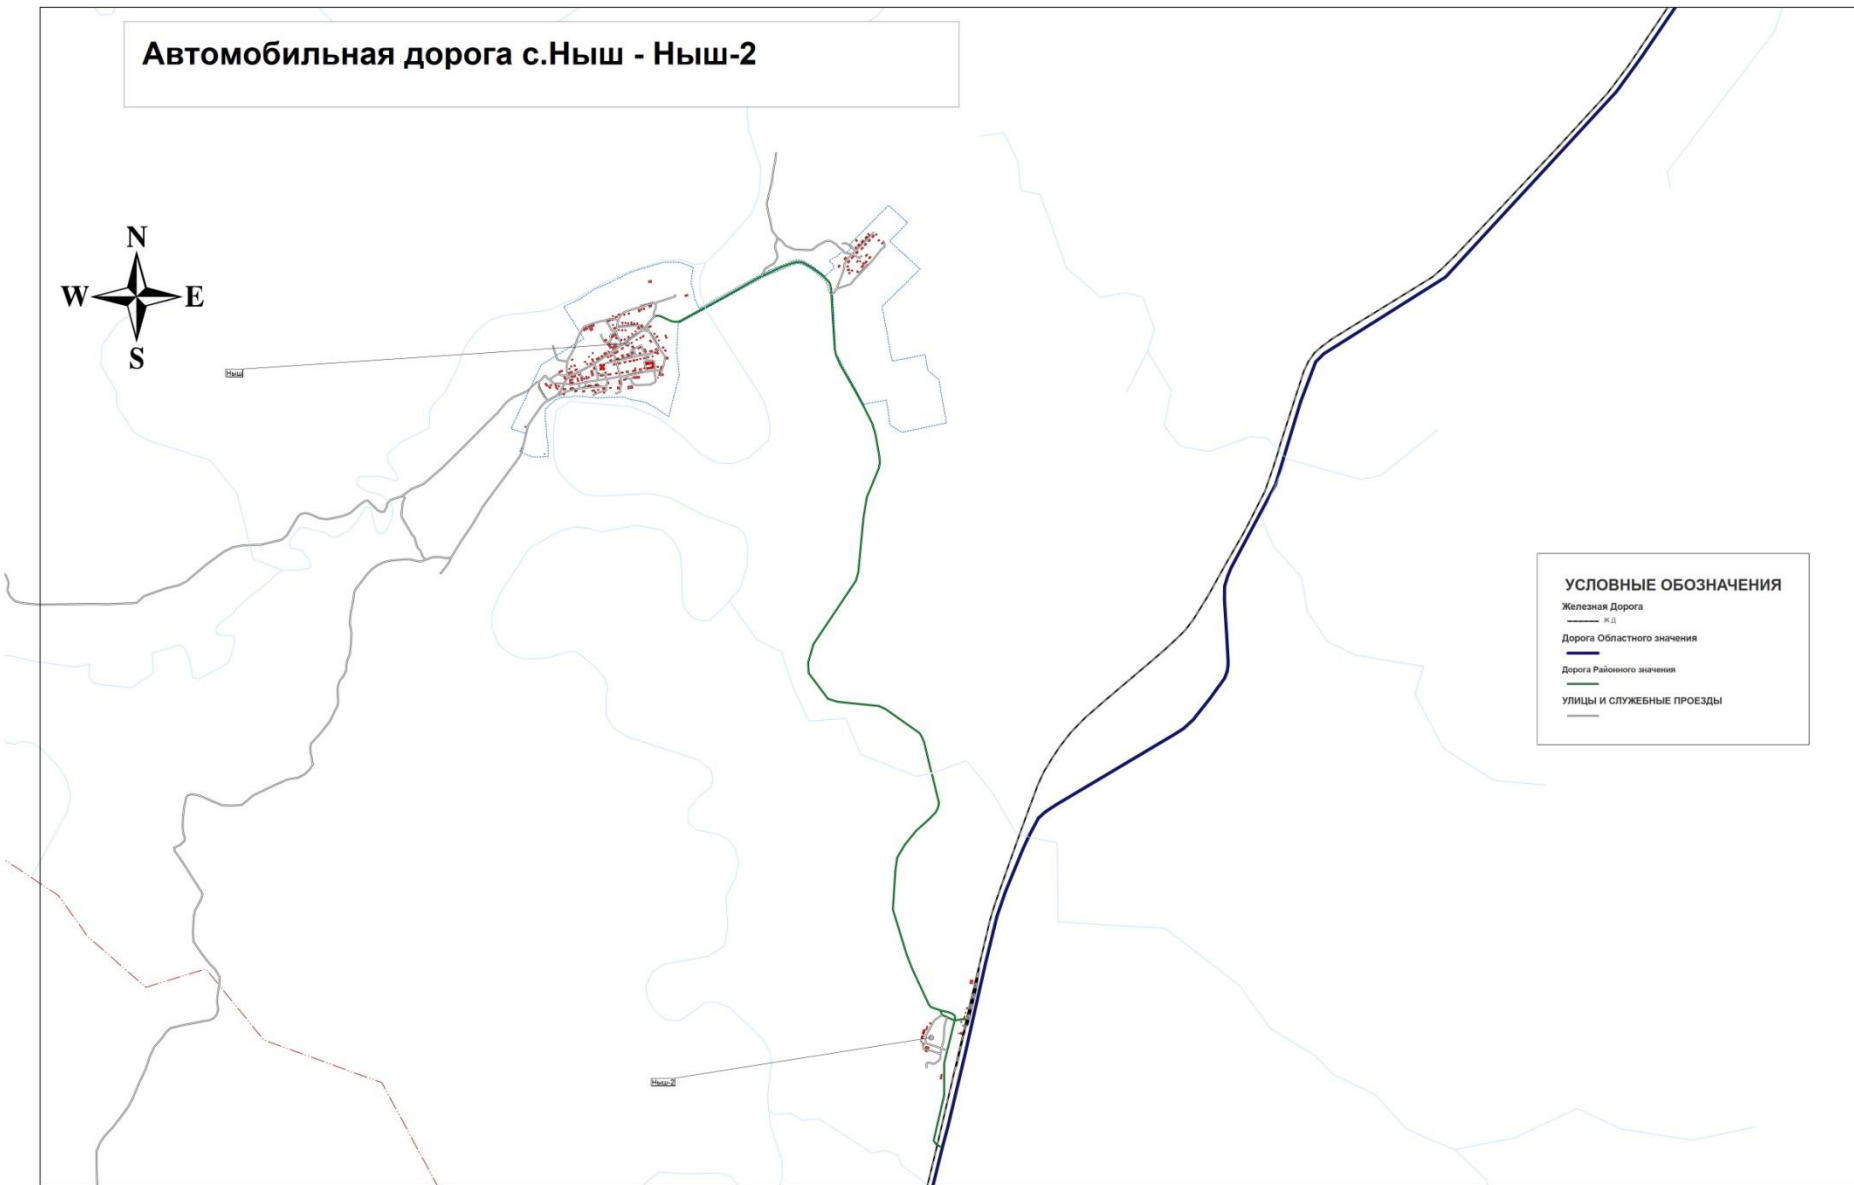 Автомобильная дорога с.Ныш - Ныш-2
N
W E
S
Ныш
УСЛОВНЫЕ ОБОЗНАЧЕНИЯ
Железная Дорога
Ж.Д
Дорога Областного значения
Дорога Районного значения
УЛИЦЫ И СЛУЖЕБНЫЕ ПРОЕЗДЫ
Ныш-2